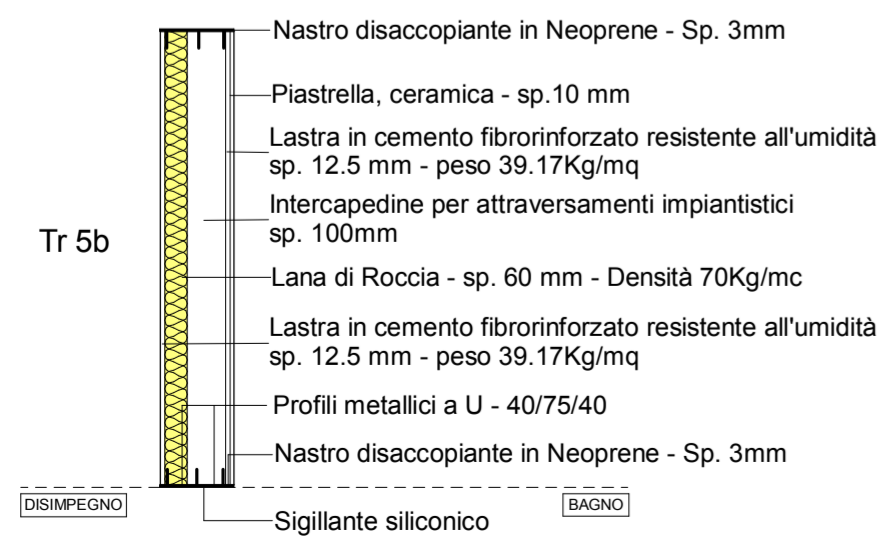 Nastro disaccopiante in Neoprene - Sp. 3mm
Piastrella, ceramica - sp.10 mm
Lastra in cemento fibrorinforzato resistente all'umidità
sp. 12.5 mm - peso 39.17Kg/mq
Intercapedine per attraversamenti impiantistici
sp. 100mm
Tr 5b
Lana di Roccia - sp. 60 mm - Densità 70Kg/mc
Lastra in cemento fibrorinforzato resistente all'umidità
sp. 12.5 mm - peso 39.17Kg/mq
Profili metallici a U - 40/75/40
Nastro disaccopiante in Neoprene - Sp. 3mm
DISIMPEGNO
BAGNO
Sigillante siliconico